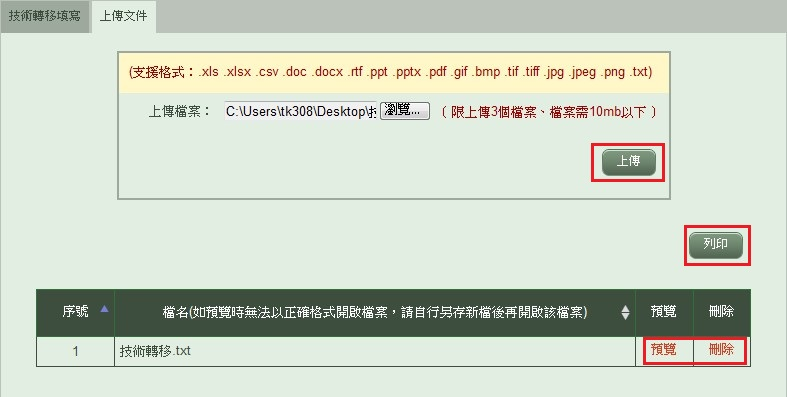 技術轉移填寫 上傳文件
(支援格式：.xls .xlsx .csv .doc .docx .rtf .ppt .pptx .pdf .gif .bmp .tif .tiff .jpg .jpeg .png .txt)
上傳檔案： C:\Users\tk308\Desktop\技 瀏覽... （ 限上傳3個檔案、檔案需10mb以下 ）
上傳
列印
序號 檔名(如預覽時無法以正確格式開啟檔案，請自行另存新檔後再開啟該檔案) 預覽 刪除
1 技術轉移.txt 預覽 刪除